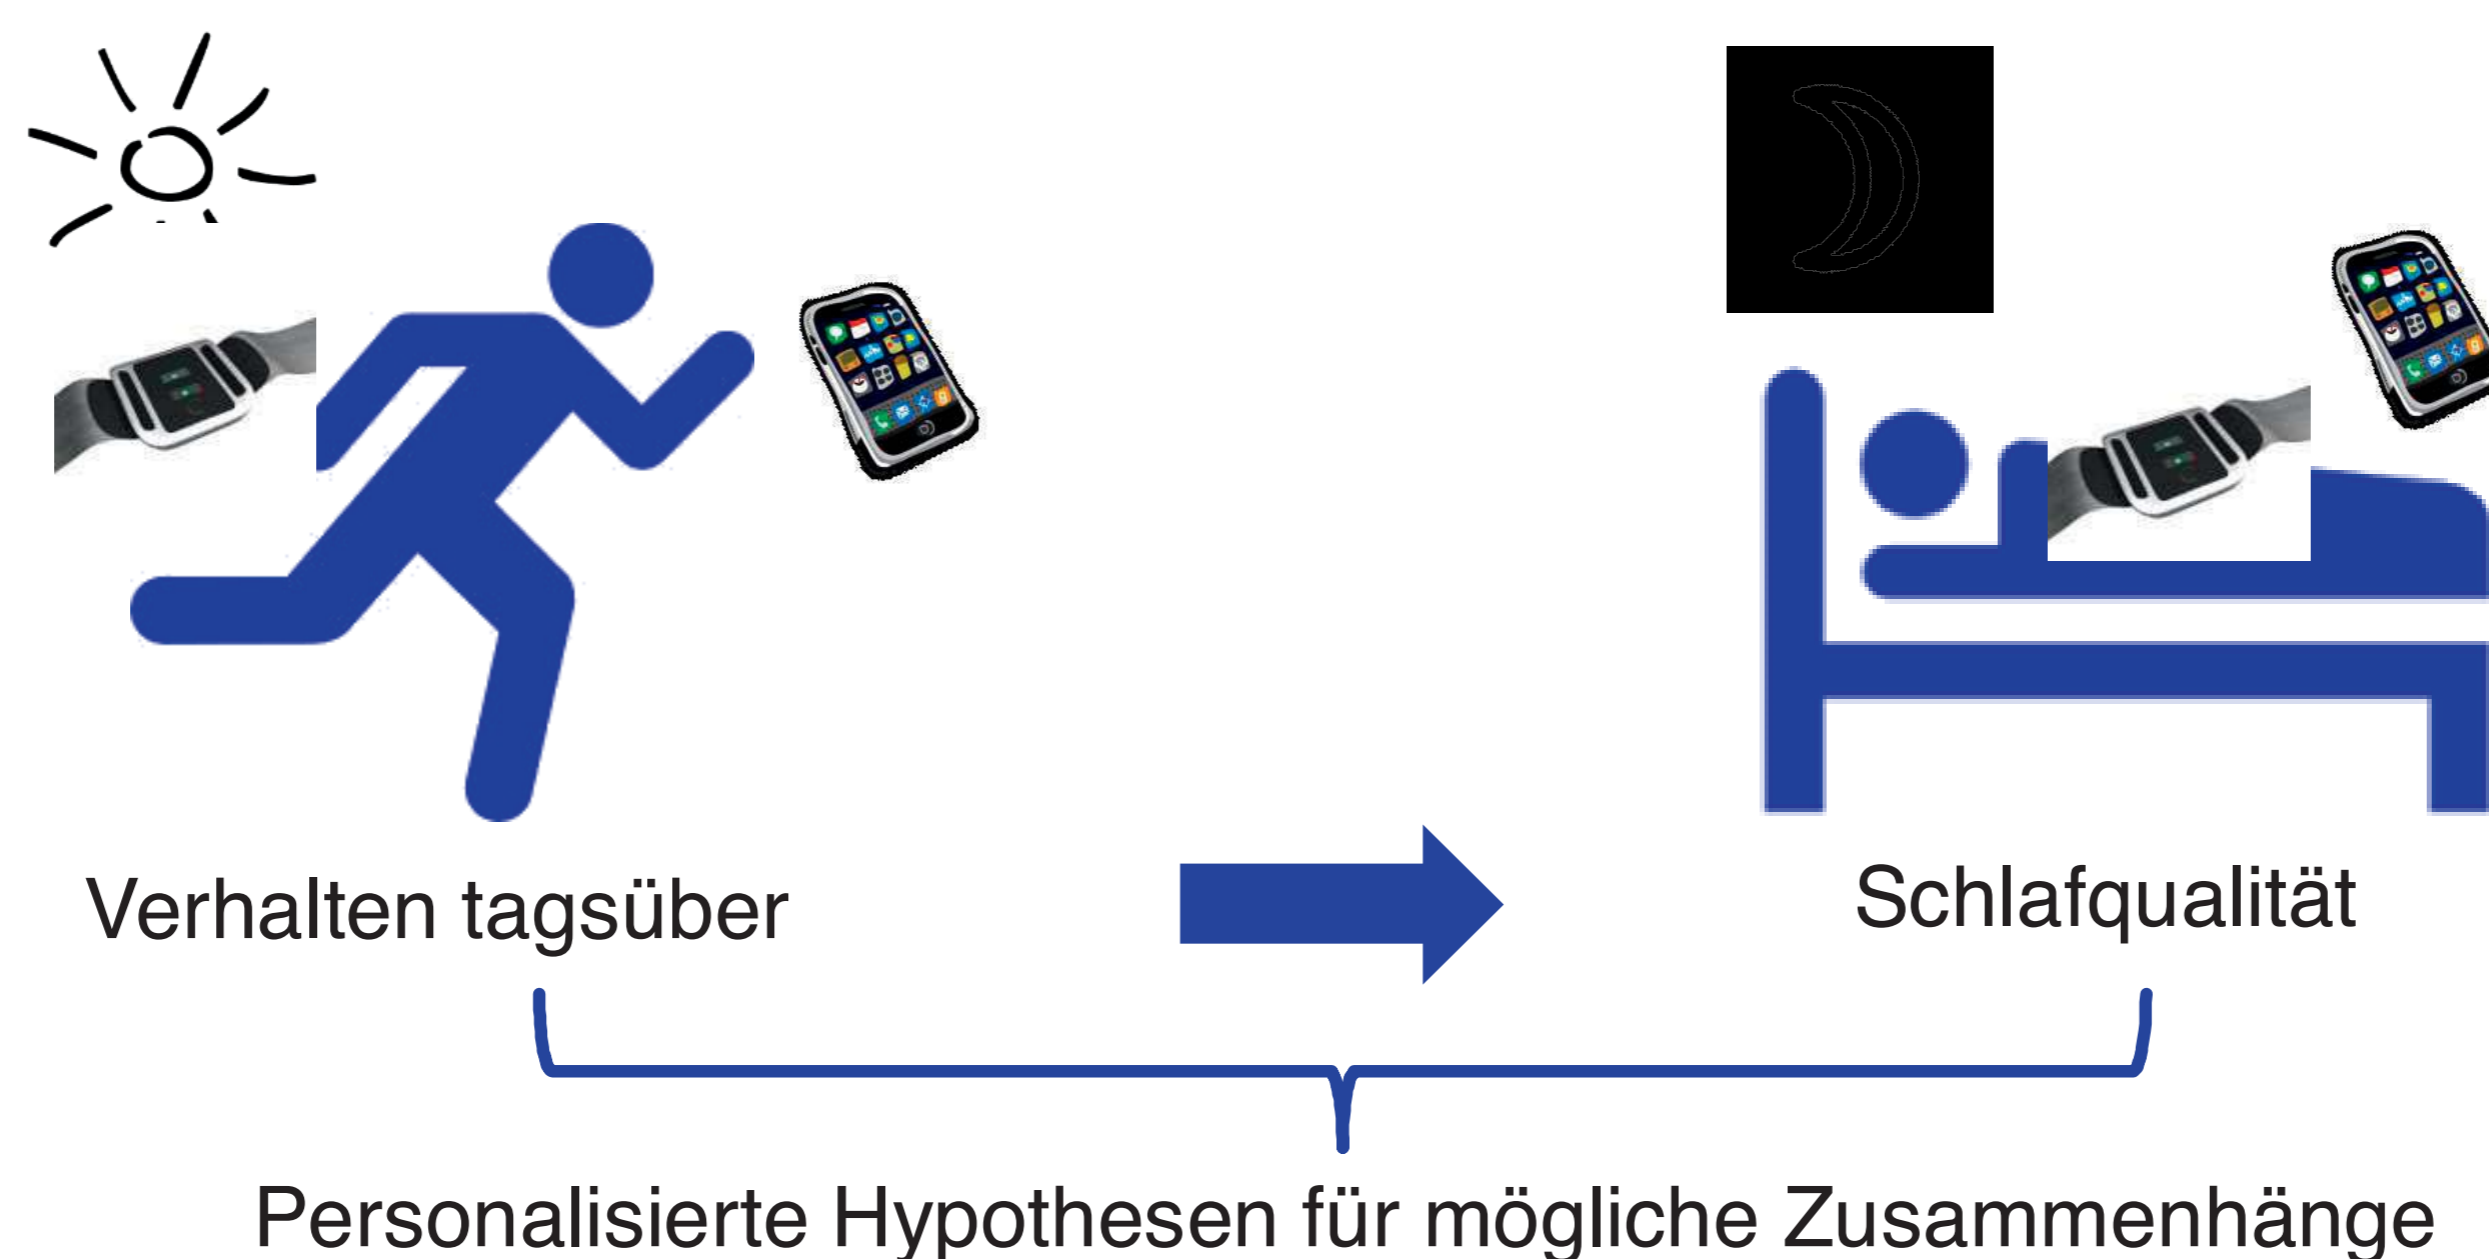 Verhalten tagsüber
Schlafqualität
Personalisierte Hypothesen für mögliche Zusammenhänge